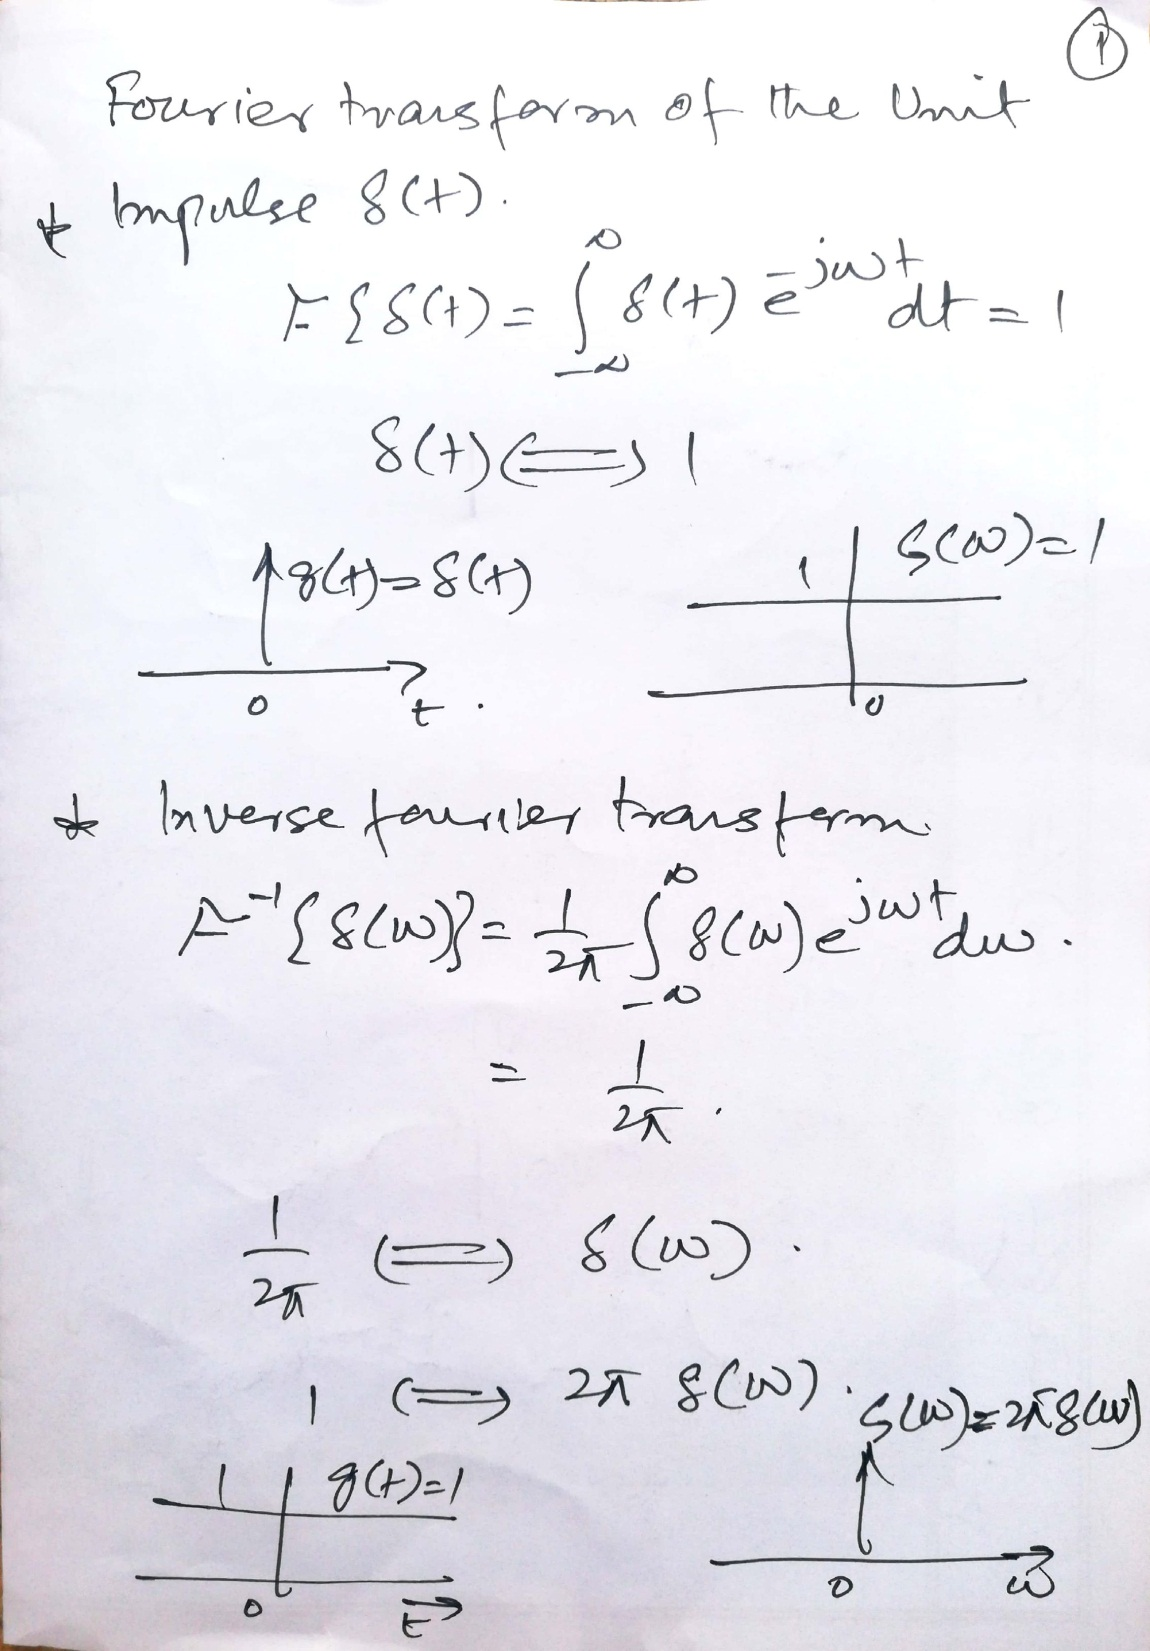 1
Fourier transform of the Unit
* Impulse δ(t).
F{δ(t) = ∫_{-∞}^{∞} δ(t) e^{-jωt} dt = 1
δ(t) ⟺ 1
g(t) = δ(t)
0 t.
1 G(ω) = 1
0
* Inverse fourier transform.
F^{-1}{δ(ω)} = 1/2π ∫_{-∞}^{∞} δ(ω) e^{jωt} dω.
= 1/2π.
1/2π ⟺ δ(ω).
1 ⟺ 2π δ(ω).
G(ω) = 2πδ(ω)
1 g(t) = 1
0 t
0 ω